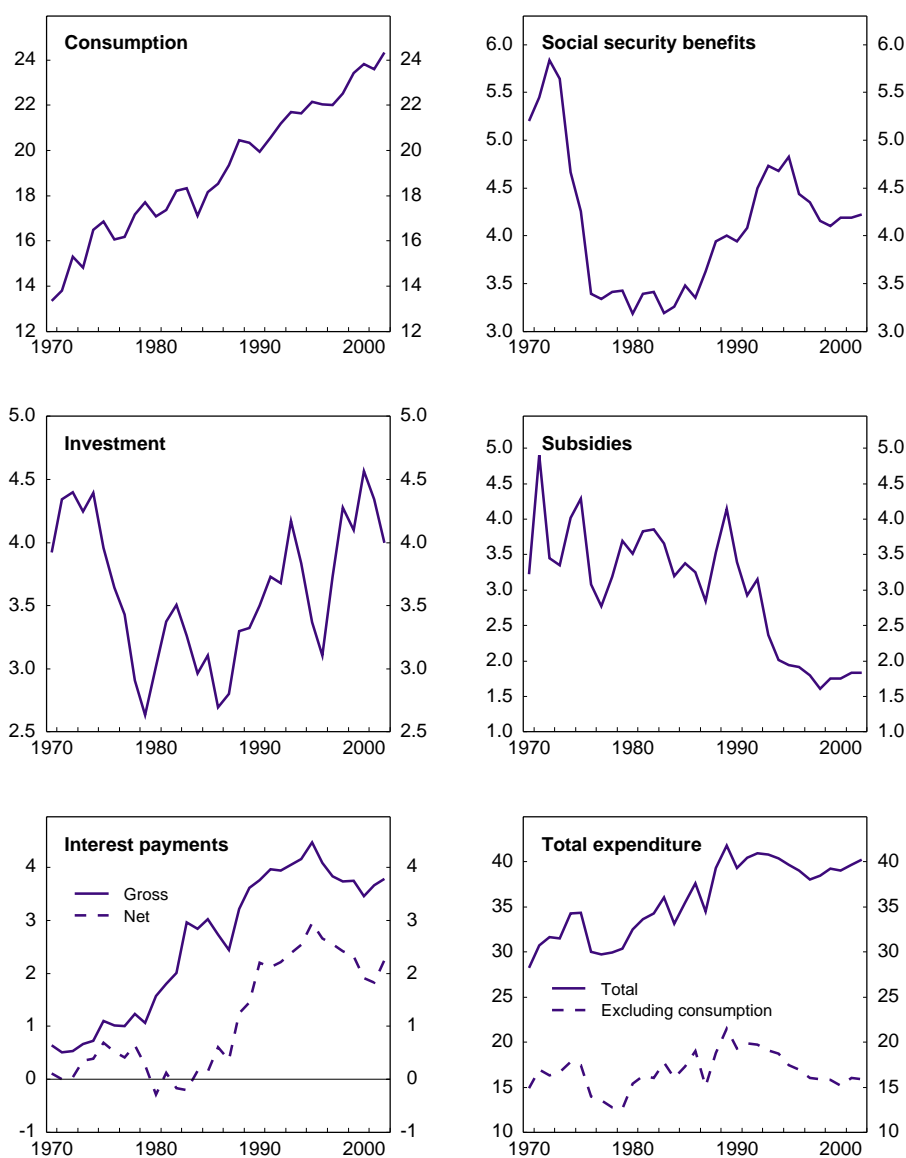 Consumption
24 24
22 22
20 20
18 18
16 16
14 14
12 12
1970 1980 1990 2000
Social security benefits
6.0 6.0
5.5 5.5
5.0 5.0
4.5 4.5
4.0 4.0
3.5 3.5
3.0 3.0
1970 1980 1990 2000
Investment
5.0 5.0
4.5 4.5
4.0 4.0
3.5 3.5
3.0 3.0
2.5 2.5
1970 1980 1990 2000
Subsidies
5.0 5.0
4.5 4.5
4.0 4.0
3.5 3.5
3.0 3.0
2.5 2.5
2.0 2.0
1.5 1.5
1.0 1.0
1970 1980 1990 2000
Interest payments
4 4
Gross
Net
3 3
2 2
1 1
0 0
-1 -1
1970 1980 1990 2000
Total expenditure
40 40
35 35
30 30
25 25
Total
Excluding consumption
20 20
15 15
10 10
1970 1980 1990 2000